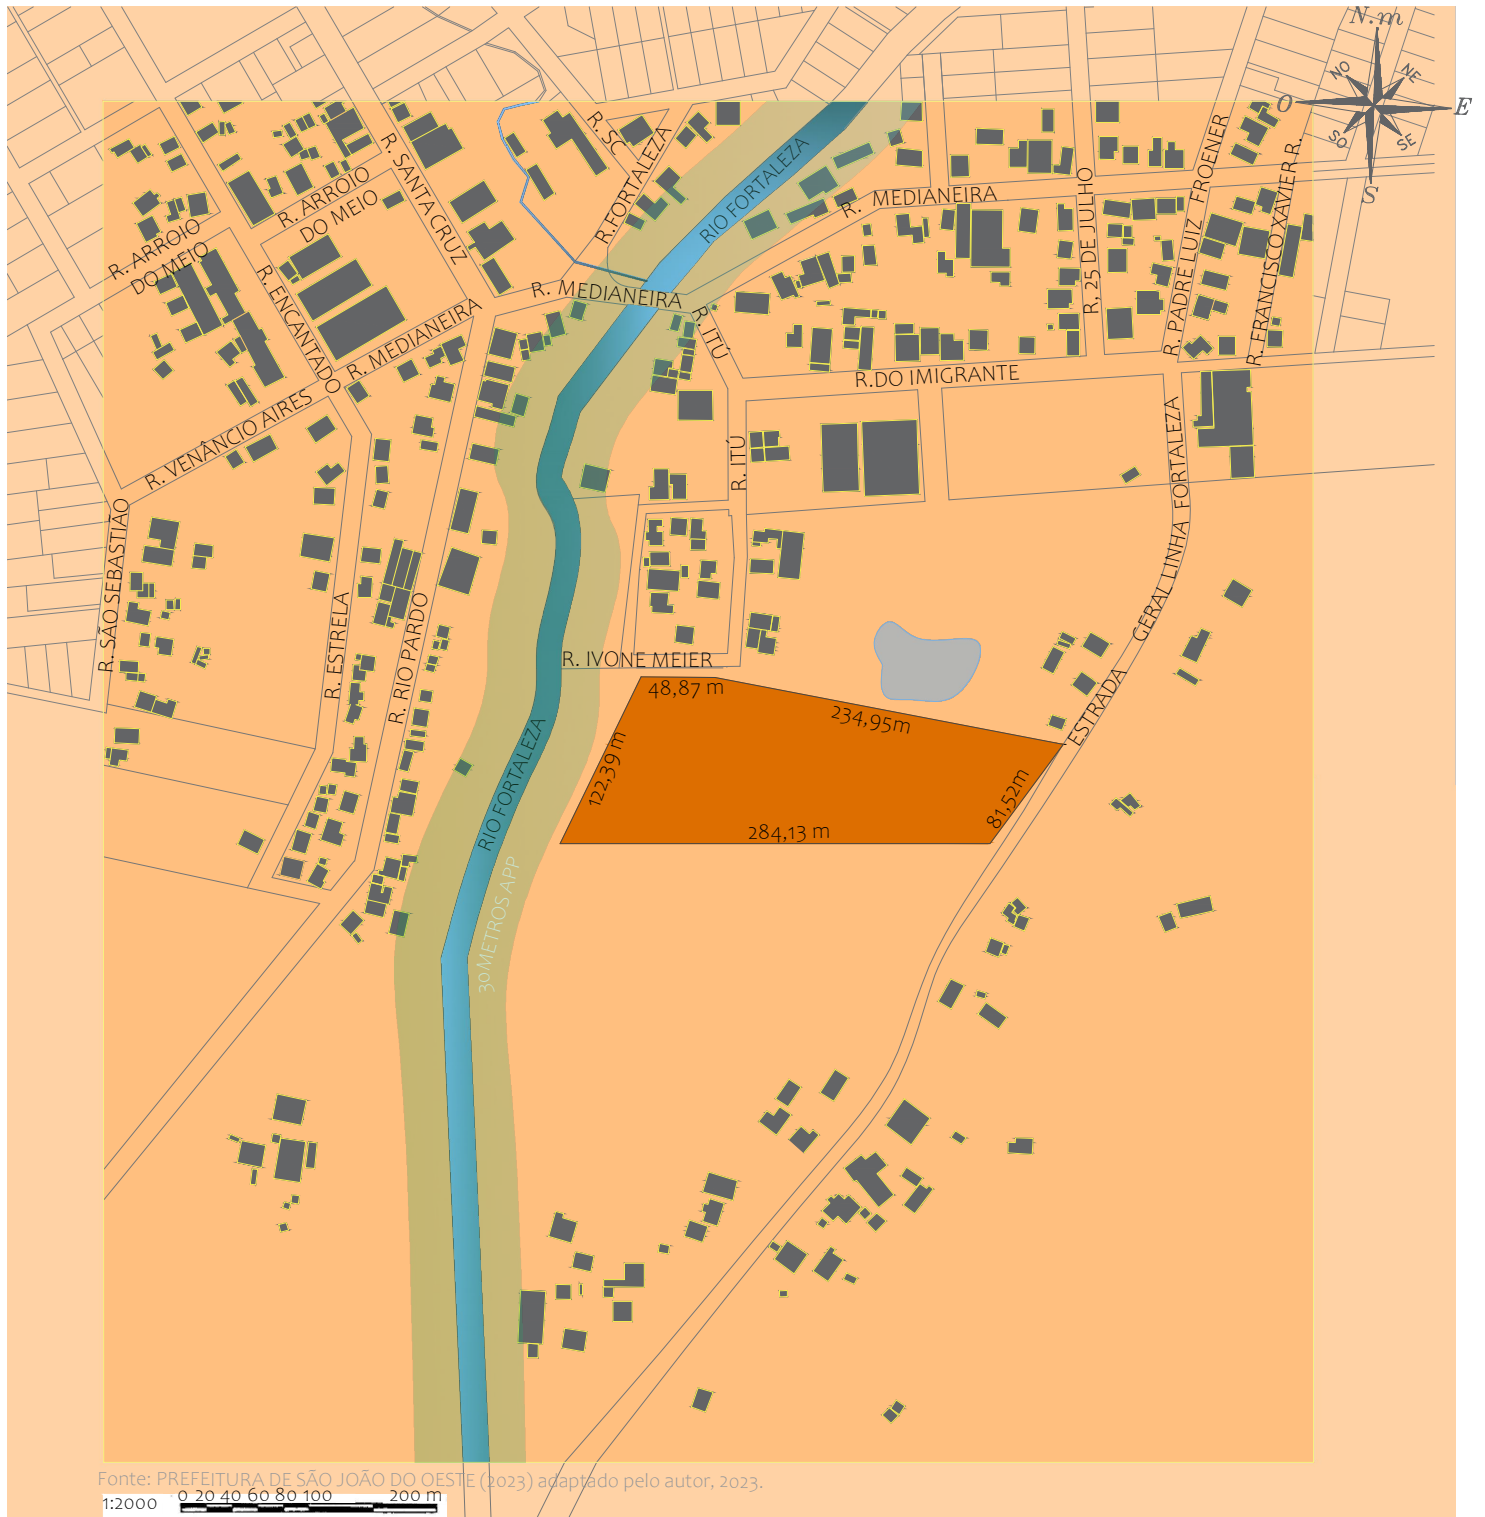 N.m
NO
NE
O
E
SO
SE
S
R. SC
R. SANTA CRUZ
R. FORTALEZA
RIO FORTALEZA
R. MEDIANEIRA
R. ARROIO
DO MEIO
R. ARROIO
DO MEIO
R. 25 DE JULHO
R. PADRE LUIZ FROENER
R. FRANCISCO XAVIER R.
R. ENCANTADO
R. MEDIANEIRA
R. MEDIANEIRA
R. ITÚ
R.DO IMIGRANTE
R. VENÂNCIO AIRES
R. ITÚ
R. SÃO SEBASTIÃO
R. ESTRELA
R. RIO PARDO
ESTRADA GERAL LINHA FORTALEZA
R. IVONE MEIER
48,87 m
234,95m
122,39 m
81,52m
284,13 m
RIO FORTALEZA
30METROS APP
Fonte: PREFEITURA DE SÃO JOÃO DO OESTE (2023) adaptado pelo autor, 2023.
1:2000 0 20 40 60 80 100 200 m